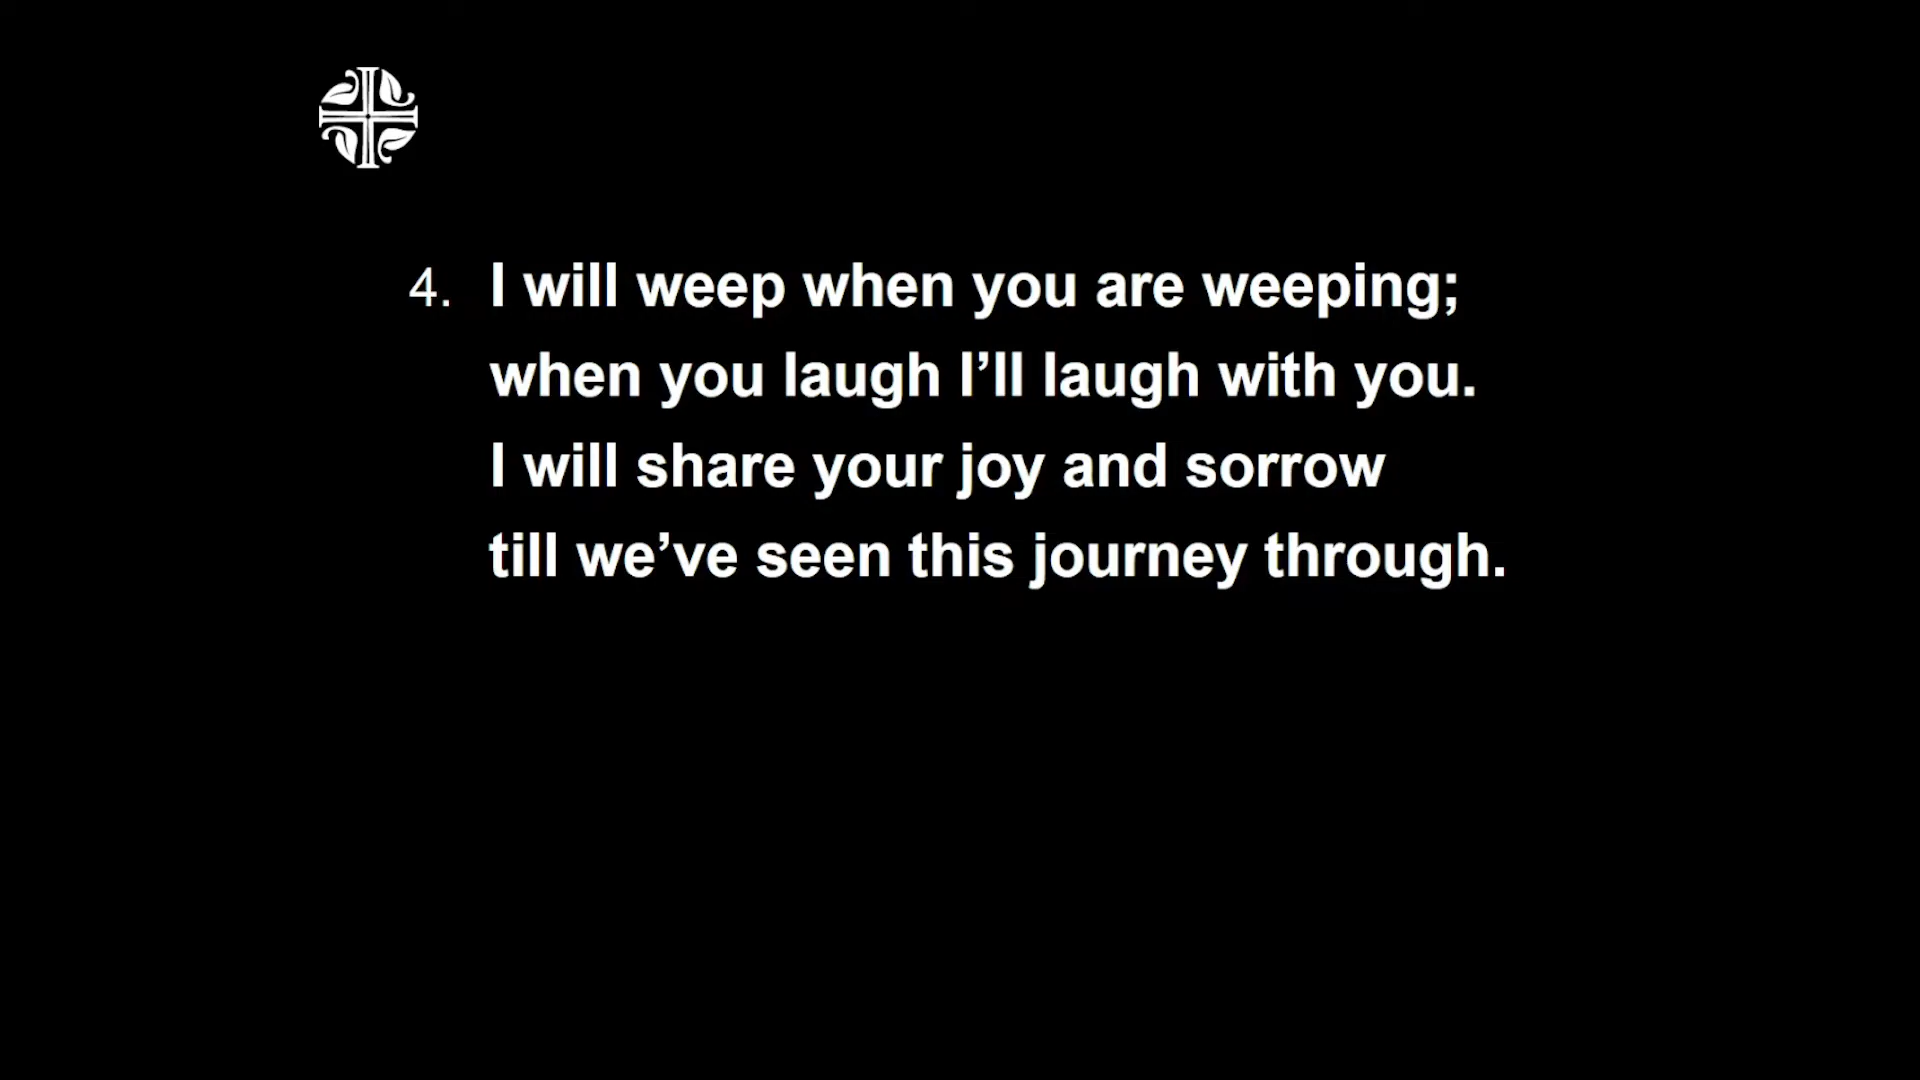 4. I will weep when you are weeping;
when you laugh I’ll laugh with you.
I will share your joy and sorrow
till we’ve seen this journey through.